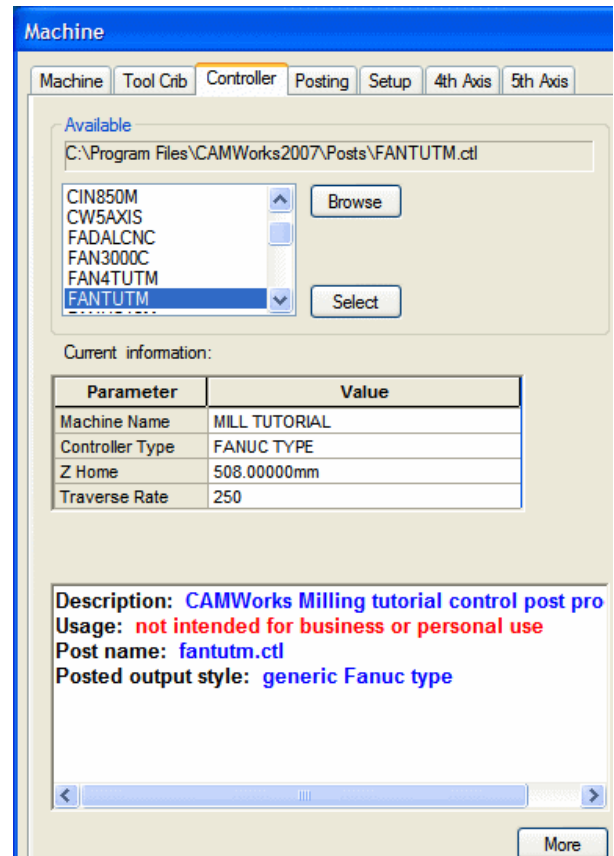 Machine
Machine Tool Crib Controller Posting Setup 4th Axis 5th Axis
Available
C:\Program Files\CAMWorks2007\Posts\FANTUTM.ctl
CIN850M
CW5AXIS
FADALCNC
FAN3000C
FAN4TUTM
FANTUTM
Browse
Select
Current information:
Parameter Value
Machine Name MILL TUTORIAL
Controller Type FANUC TYPE
Z Home 508.00000mm
Traverse Rate 250
Description: CAMWorks Milling tutorial control post pro
Usage: not intended for business or personal use
Post name: fantutm.ctl
Posted output style: generic Fanuc type
More